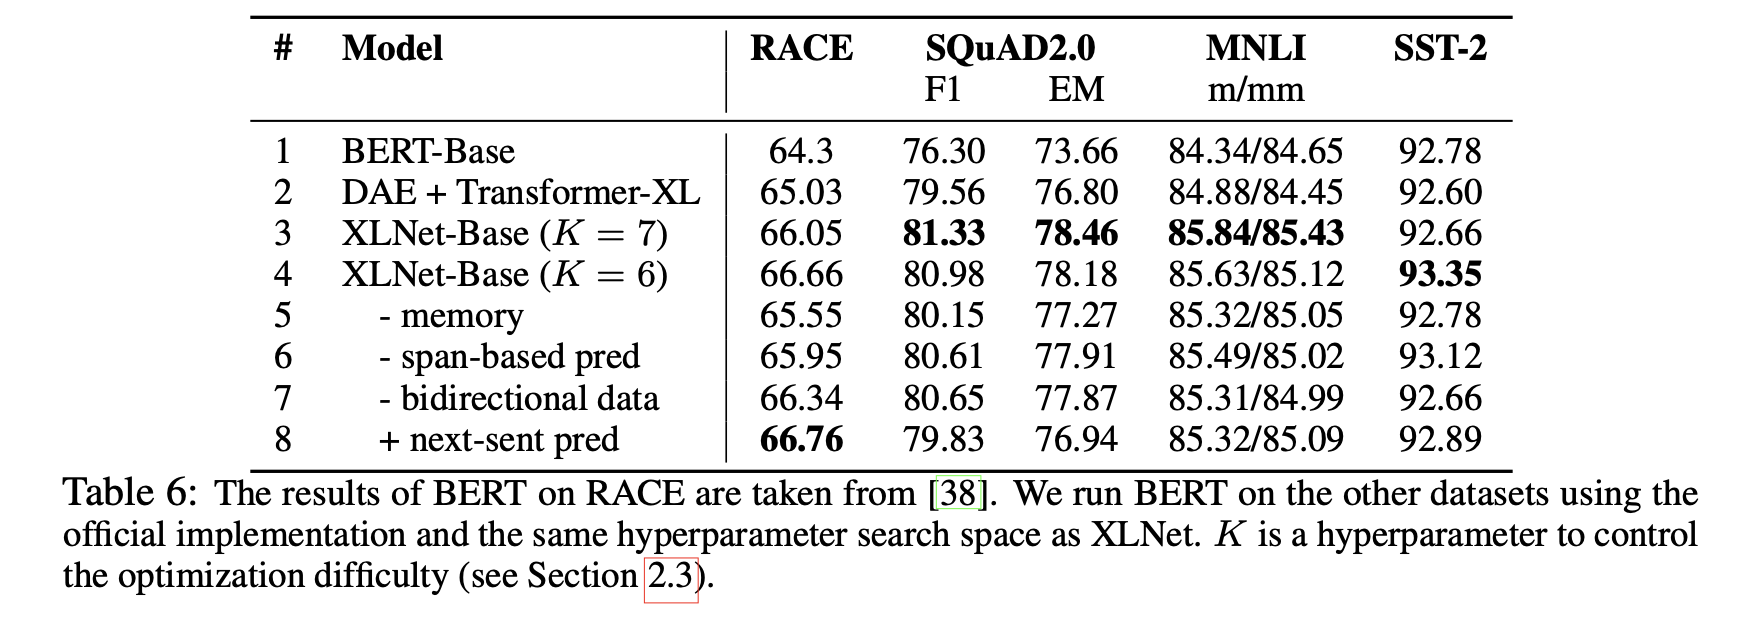 # Model RACE SQuAD2.0 MNLI SST-2
F1 EM m/mm
1 BERT-Base 64.3 76.30 73.66 84.34/84.65 92.78
2 DAE + Transformer-XL 65.03 79.56 76.80 84.88/84.45 92.60
3 XLNet-Base (K = 7) 66.05 81.33 78.46 85.84/85.43 92.66
4 XLNet-Base (K = 6) 66.66 80.98 78.18 85.63/85.12 93.35
5 - memory 65.55 80.15 77.27 85.32/85.05 92.78
6 - span-based pred 65.95 80.61 77.91 85.49/85.02 93.12
7 - bidirectional data 66.34 80.65 77.87 85.31/84.99 92.66
8 + next-sent pred 66.76 79.83 76.94 85.32/85.09 92.89
Table 6: The results of BERT on RACE are taken from [38]. We run BERT on the other datasets using the
official implementation and the same hyperparameter search space as XLNet. K is a hyperparameter to control
the optimization difficulty (see Section 2.3).